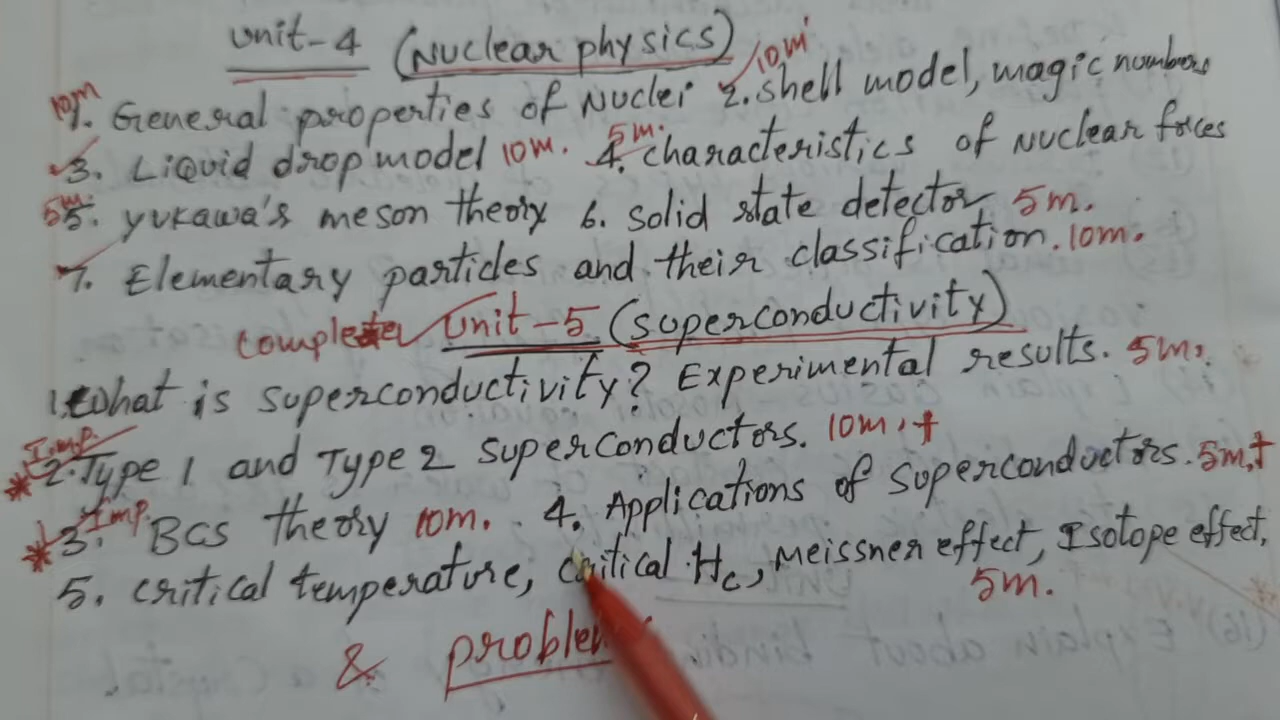 Unit-4 (Nuclear physics)
10m 1. General properties of Nuclei 2. shell model, magic numbers 10m
3. Liquid drop model 10m. 4. characteristics of Nuclear forces 5m.
5m 5. yukawa's meson theory 6. solid state detector 5m.
7. Elementary particles and their classification. 10m.
complete Unit-5 (superconductivity)
1. What is superconductivity? Experimental results. 5m.
Imp. * 2. Type 1 and Type 2 superconductors. 10m. +
Imp. * 3. BCS theory 10m. 4. Applications of superconductors. 5m. +
5. critical temperature, critical Hc, Meissner effect, Isotope effect, 5m.
&